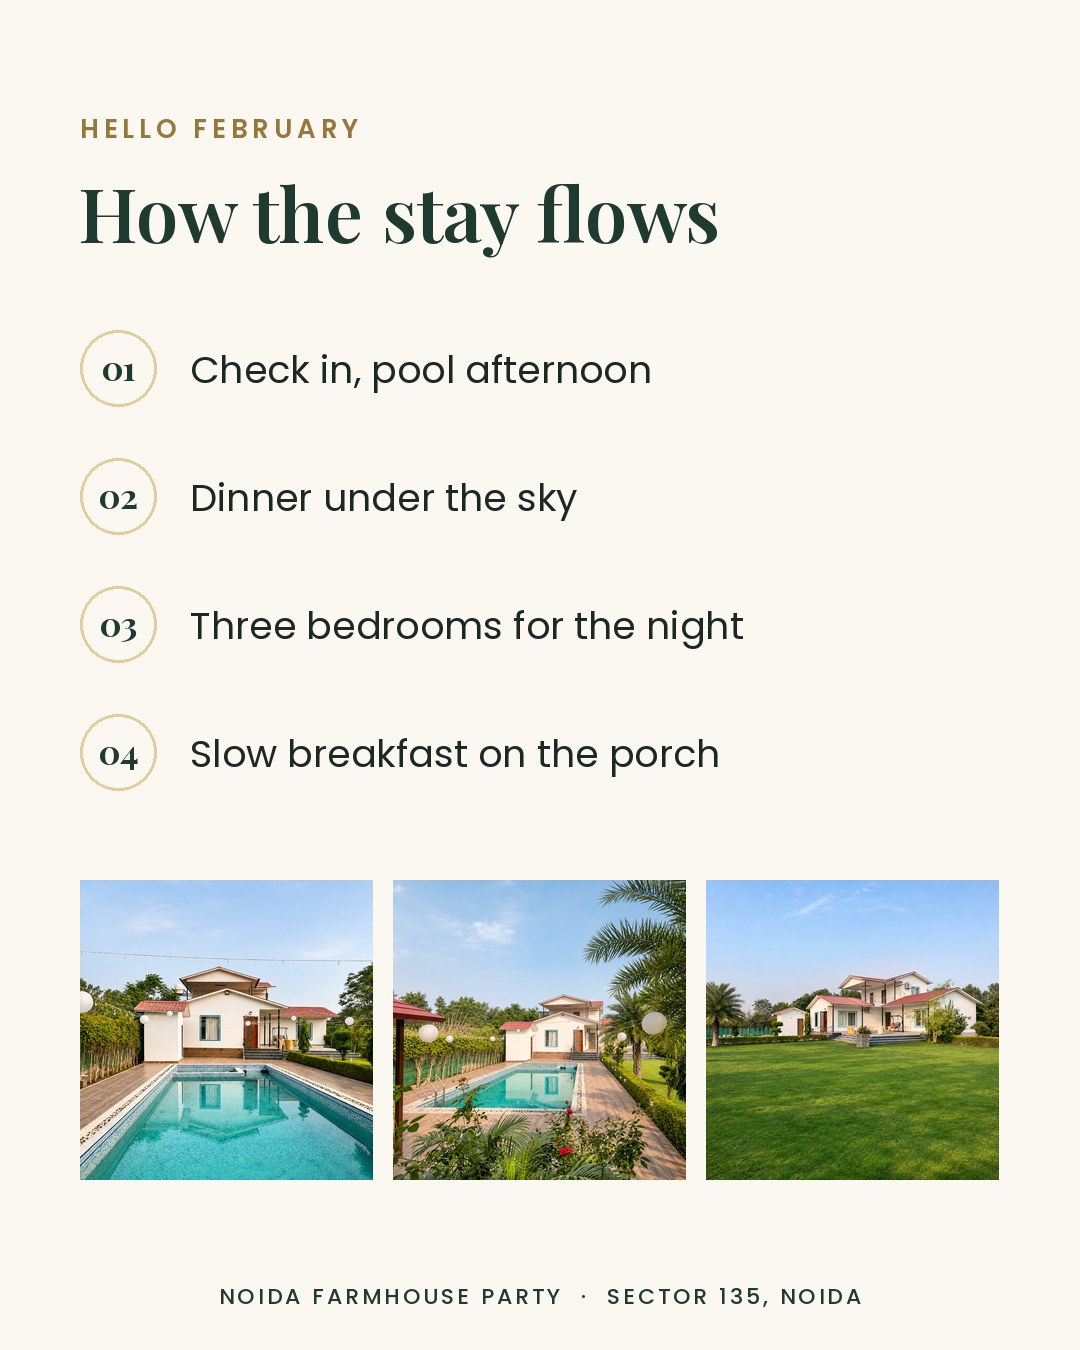 HELLO FEBRUARY
How the stay flows
01 Check in, pool afternoon
02 Dinner under the sky
03 Three bedrooms for the night
04 Slow breakfast on the porch
NOIDA FARMHOUSE PARTY · SECTOR 135, NOIDA